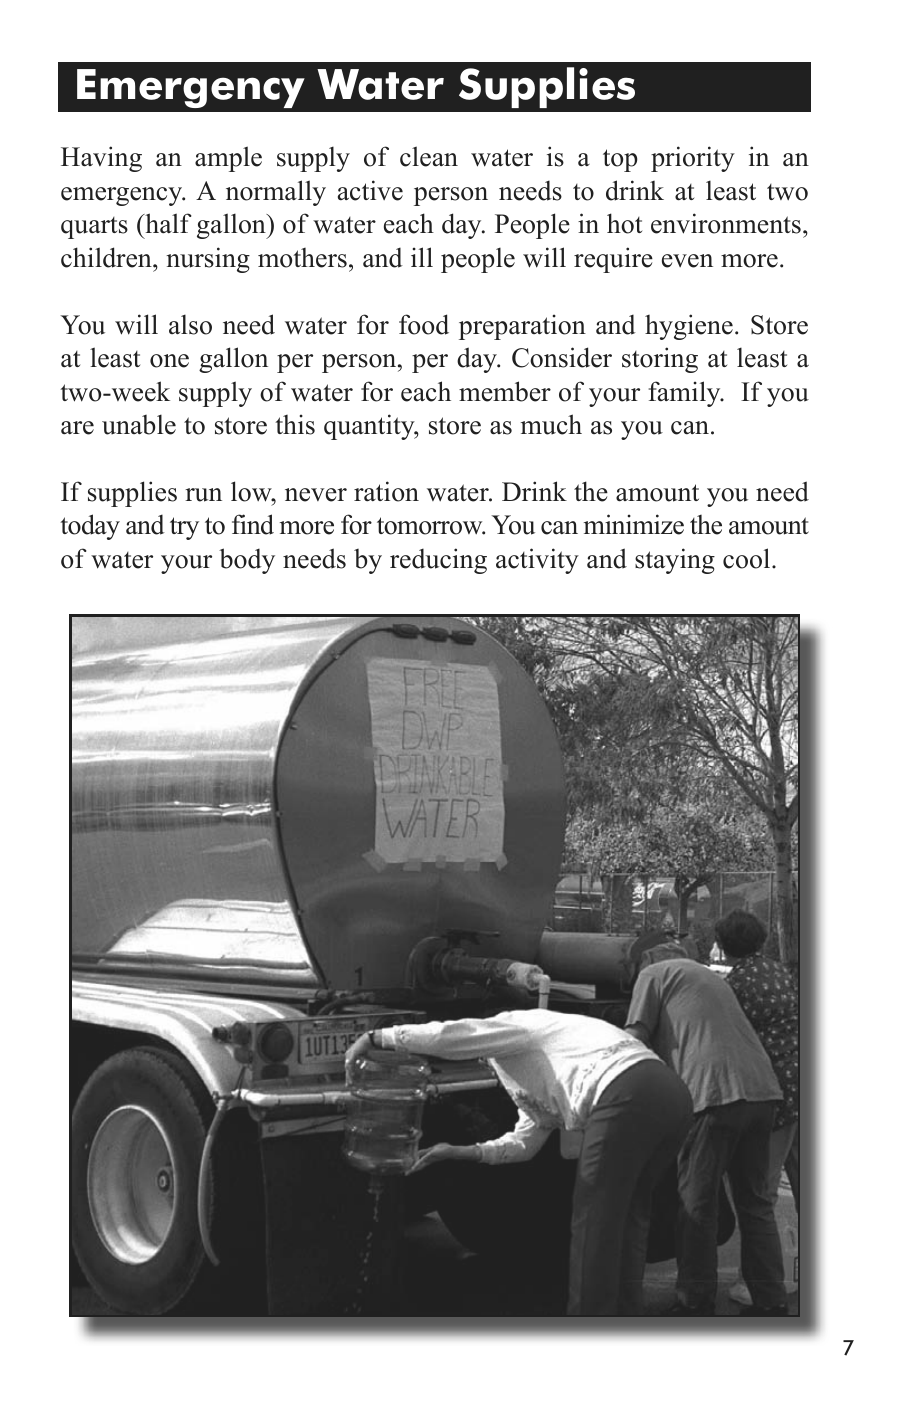 Emergency Water Supplies
Having an ample supply of clean water is a top priority in an
emergency. A normally active person needs to drink at least two
quarts (half gallon) of water each day. People in hot environments,
children, nursing mothers, and ill people will require even more.
You will also need water for food preparation and hygiene. Store
at least one gallon per person, per day. Consider storing at least a
two-week supply of water for each member of your family.  If you
are unable to store this quantity, store as much as you can.
If supplies run low, never ration water. Drink the amount you need
today and try to find more for tomorrow. You can minimize the amount
of water your body needs by reducing activity and staying cool.
FREE
DWP
DRINKABLE
WATER
1
7